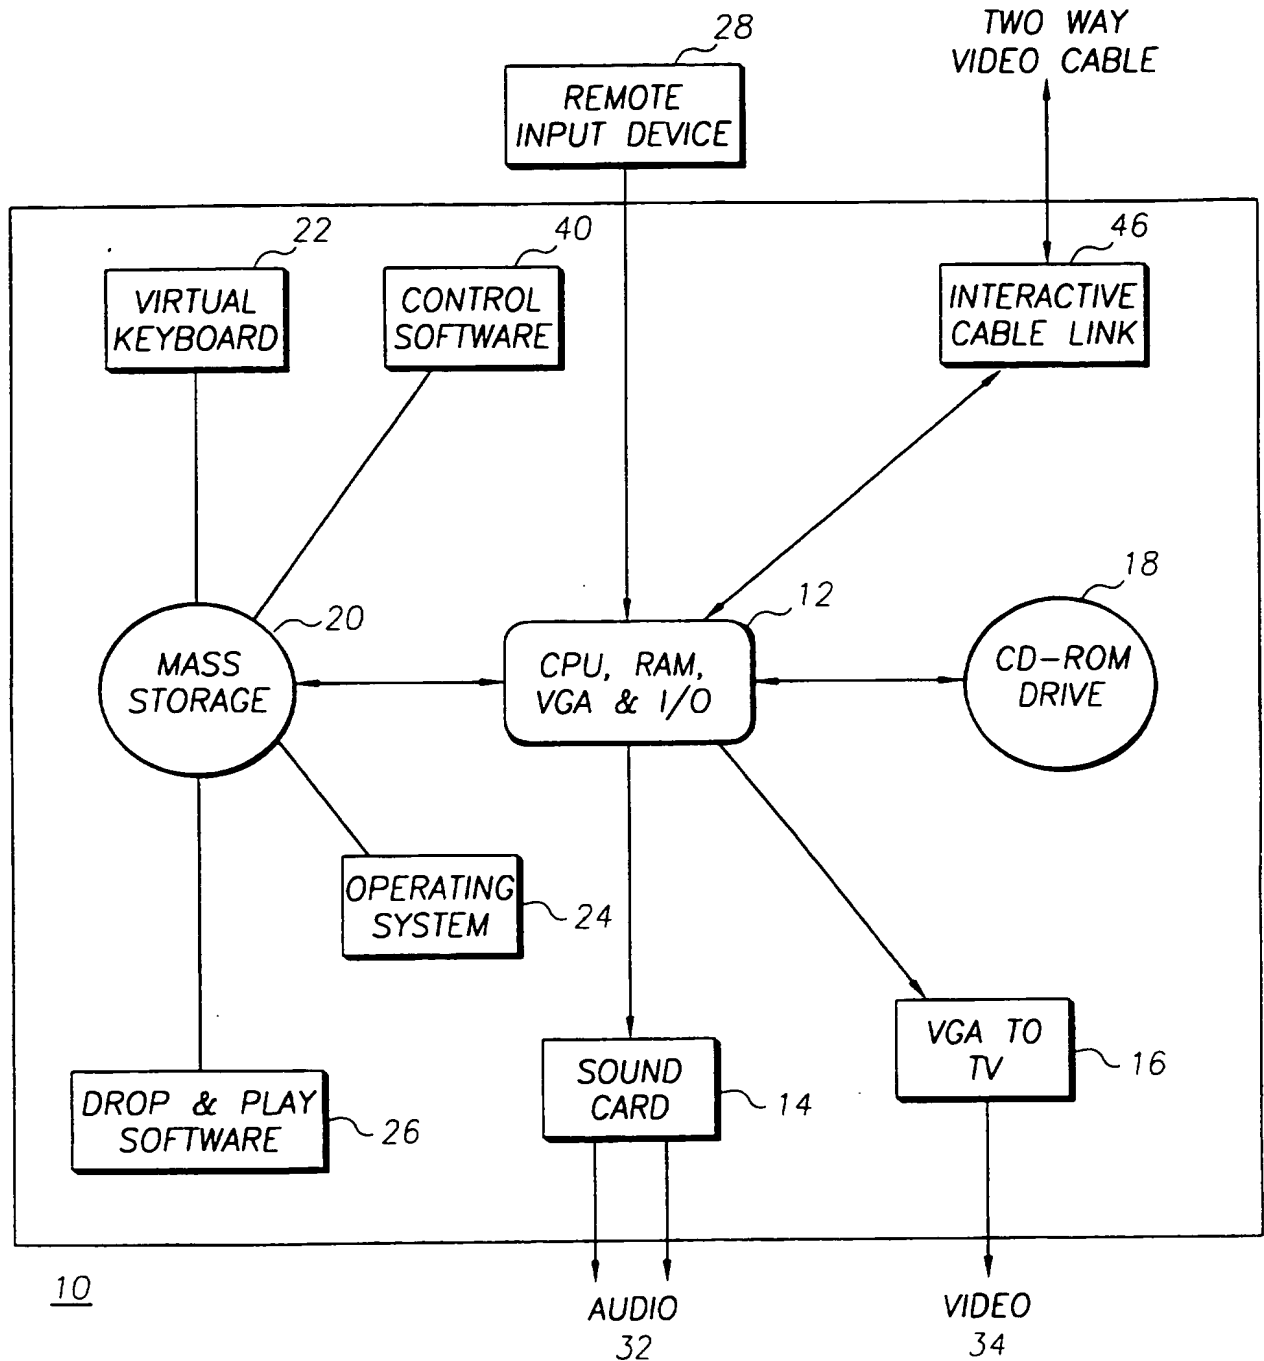 28
TWO WAY
VIDEO CABLE
REMOTE
INPUT DEVICE
22
40
46
VIRTUAL
KEYBOARD
CONTROL
SOFTWARE
INTERACTIVE
CABLE LINK
20
12
18
MASS
STORAGE
CPU, RAM,
VGA & I/O
CD-ROM
DRIVE
OPERATING
SYSTEM
24
VGA TO
TV
16
SOUND
CARD
14
DROP & PLAY
SOFTWARE
26
10
AUDIO
32
VIDEO
34